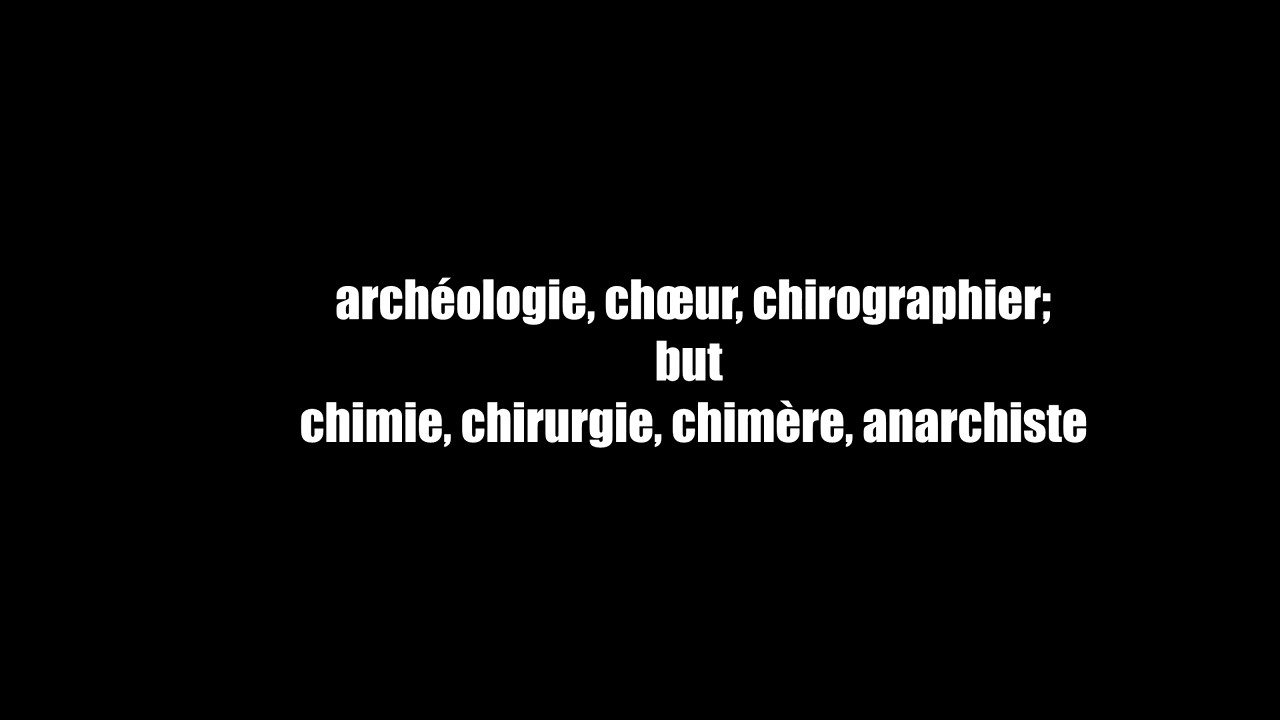 archéologie, chœur, chirographier;
but
chimie, chirurgie, chimère, anarchiste